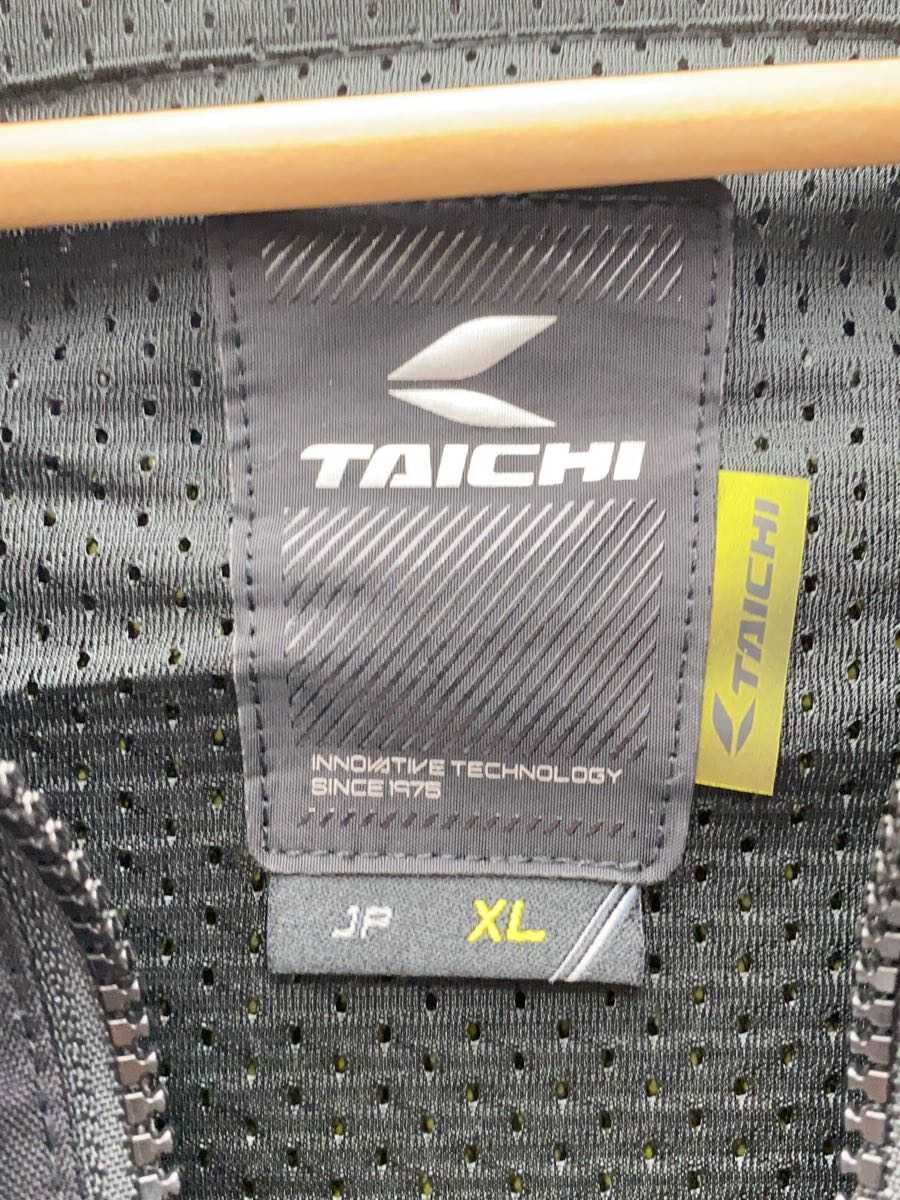 TAICHI
TAICHI
INNOVATIVE TECHNOLOGY
SINCE 1975
JP XL